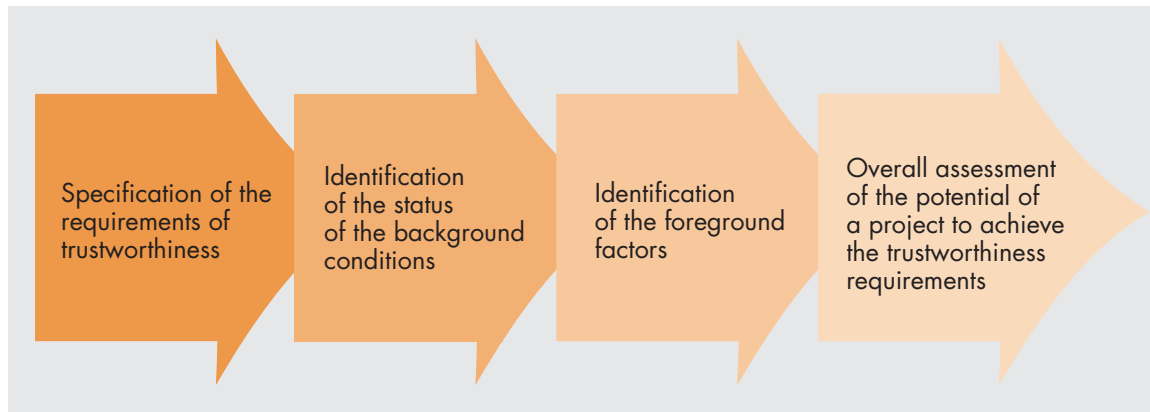 Specification of the
requirements of
trustworthiness
Identification
of the status
of the background
conditions
Identification
of the foreground
factors
Overall assessment
of the potential of
a project to achieve
the trustworthiness
requirements